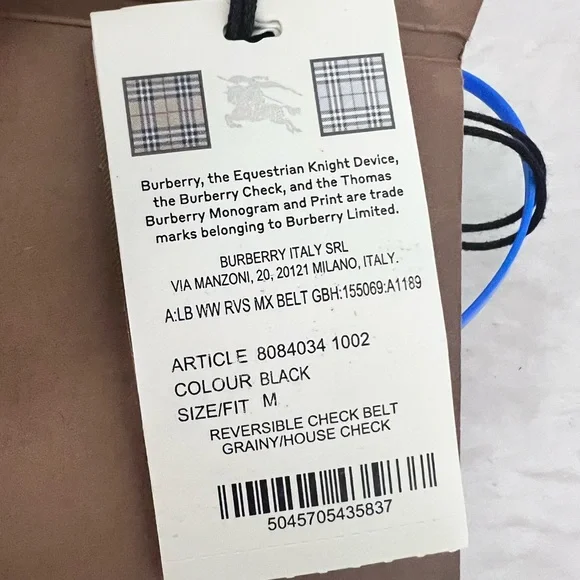 Burberry, the Equestrian Knight Device,
the Burberry Check, and the Thomas
Burberry Monogram and Print are trade
marks belonging to Burberry Limited.
BURBERRY ITALY SRL
VIA MANZONI, 20, 20121 MILANO, ITALY.
A:LB WW RVS MX BELT GBH:155069:A1189
ARTICLE 8084034 1002
COLOUR BLACK
SIZE/FIT M
REVERSIBLE CHECK BELT
GRAINY/HOUSE CHECK
5045705435837